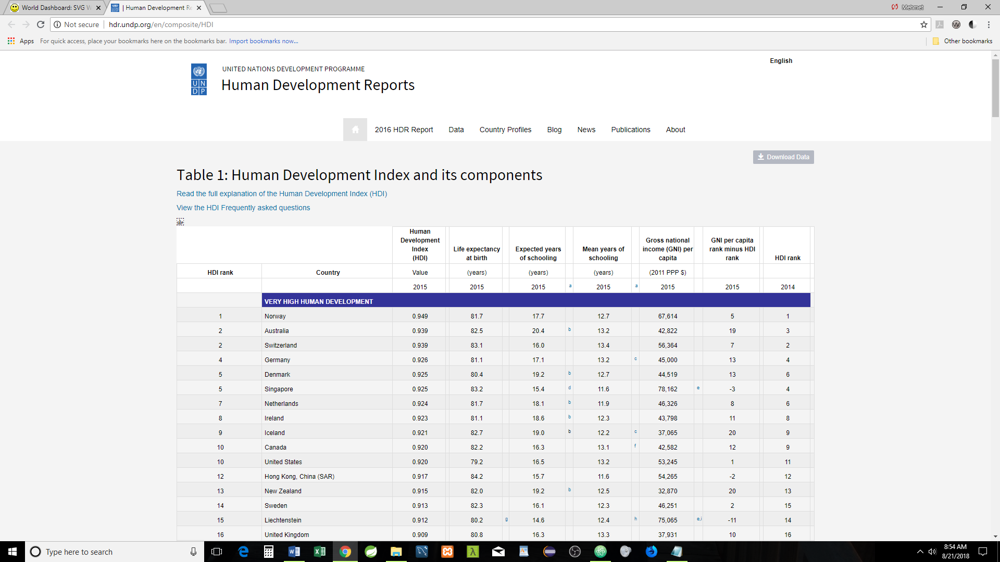 World Dashboard: SVG W
| Human Development Re
Mehmet
Not secure
hdr.undp.org/en/composite/HDI
Apps For quick access, place your bookmarks here on the bookmarks bar. Import bookmarks now... Other bookmarks
English
UN
DP
UNITED NATIONS DEVELOPMENT PROGRAMME
Human Development Reports
2016 HDR Report Data Country Profiles Blog News Publications About
Download Data
Table 1: Human Development Index and its components
Read the full explanation of the Human Development Index (HDI)
View the HDI Frequently asked questions
Human Development Index (HDI) Life expectancy at birth Expected years of schooling Mean years of schooling Gross national income (GNI) per capita GNI per capita rank minus HDI rank HDI rank
HDI rank Country Value (years) (years) (years) (2011 PPP $)
2015 2015 2015 a 2015 a 2015 2015 2014
VERY HIGH HUMAN DEVELOPMENT
1 Norway 0.949 81.7 17.7 12.7 67,614 5 1
2 Australia 0.939 82.5 20.4 b 13.2 42,822 19 3
2 Switzerland 0.939 83.1 16.0 13.4 56,364 7 2
4 Germany 0.926 81.1 17.1 13.2 c 45,000 13 4
5 Denmark 0.925 80.4 19.2 b 12.7 44,519 13 6
5 Singapore 0.925 83.2 15.4 d 11.6 78,162 e -3 4
7 Netherlands 0.924 81.7 18.1 b 11.9 46,326 8 6
8 Ireland 0.923 81.1 18.6 b 12.3 43,798 11 8
9 Iceland 0.921 82.7 19.0 b 12.2 c 37,065 20 9
10 Canada 0.920 82.2 16.3 13.1 f 42,582 12 9
10 United States 0.920 79.2 16.5 13.2 53,245 1 11
12 Hong Kong, China (SAR) 0.917 84.2 15.7 11.6 54,265 -2 12
13 New Zealand 0.915 82.0 19.2 b 12.5 32,870 20 13
14 Sweden 0.913 82.3 16.1 12.3 46,251 2 15
15 Liechtenstein 0.912 80.2 g 14.6 12.4 h 75,065 e,i -11 14
16 United Kingdom 0.909 80.8 16.3 13.3 37,931 10 16
Type here to search
8:54 AM
8/21/2018